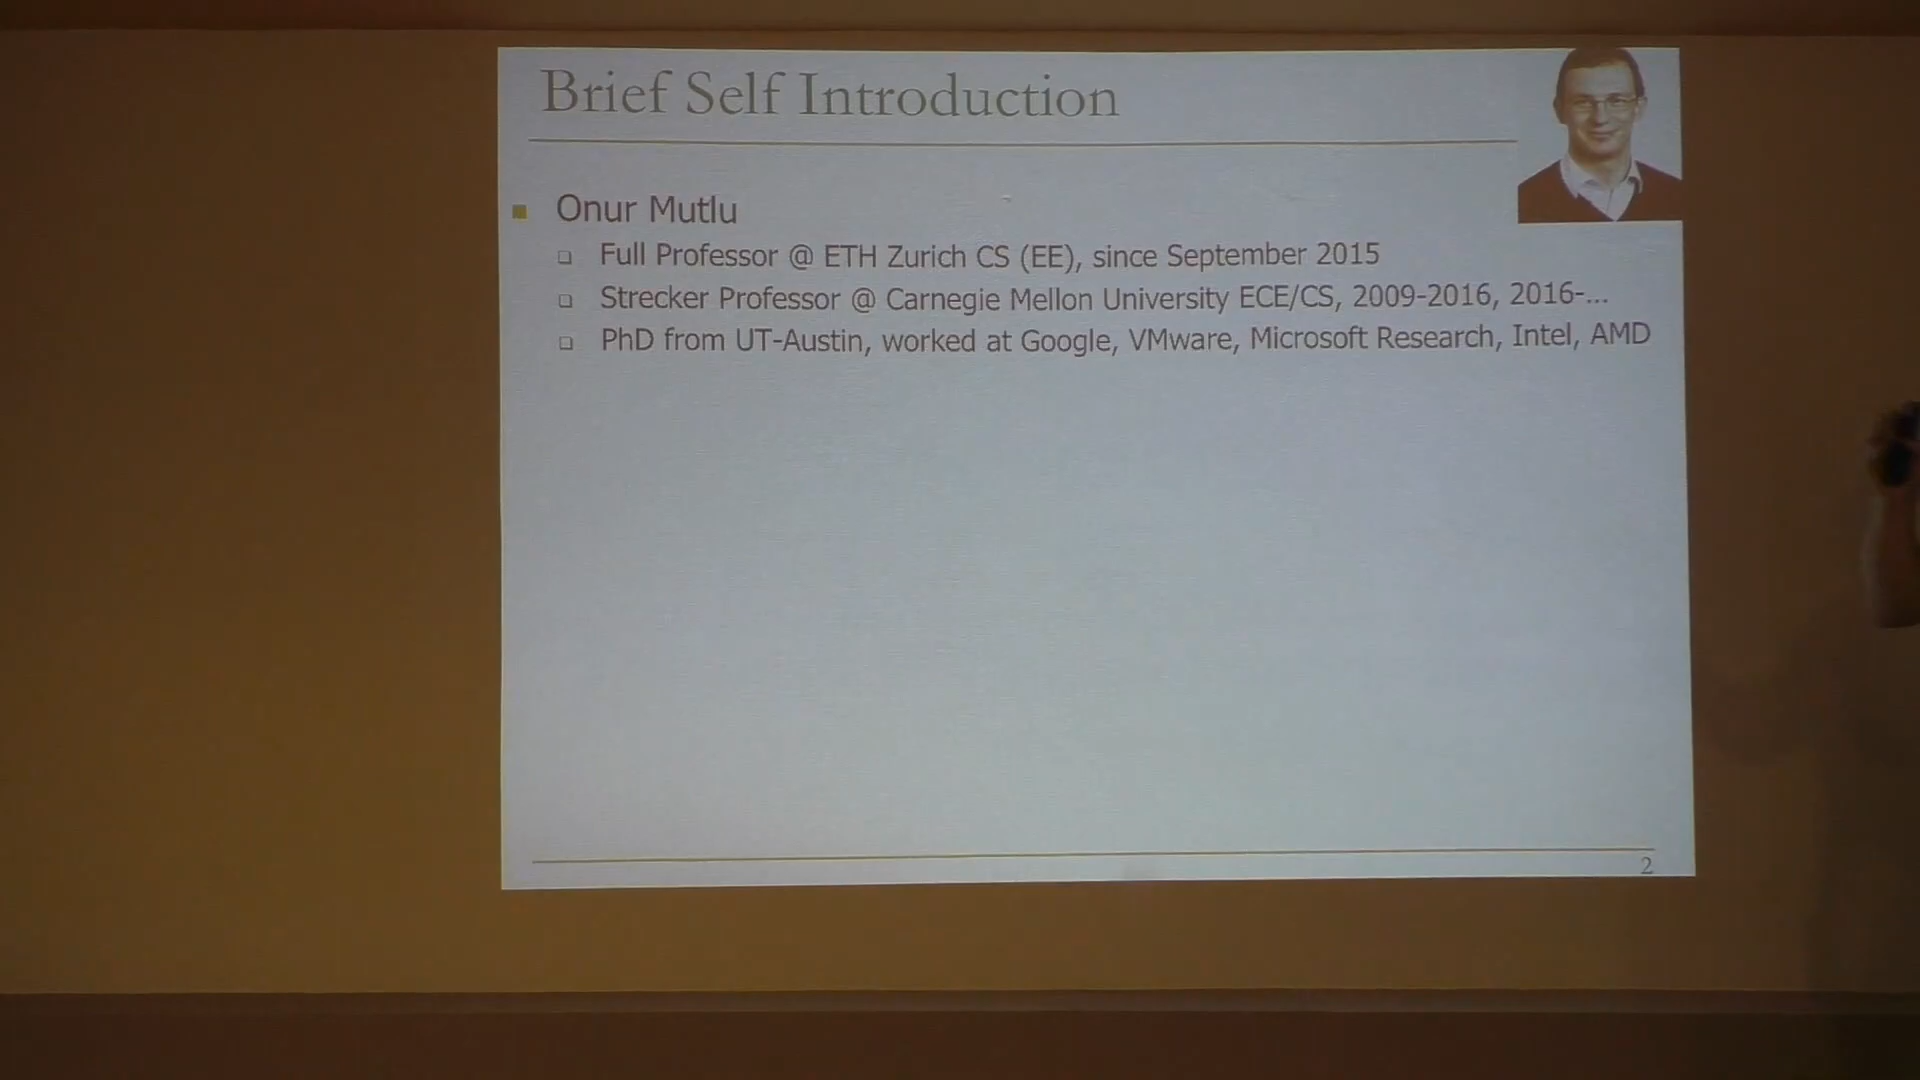 Brief Self Introduction
Onur Mutlu
Full Professor @ ETH Zurich CS (EE), since September 2015
Strecker Professor @ Carnegie Mellon University ECE/CS, 2009-2016, 2016-...
PhD from UT-Austin, worked at Google, VMware, Microsoft Research, Intel, AMD
2